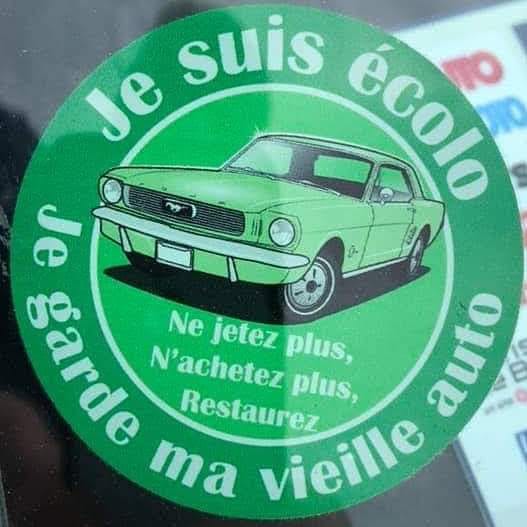 Je suis écolo
Ne jetez plus,
N'achetez plus,
Restaurez
Je garde ma vieille auto